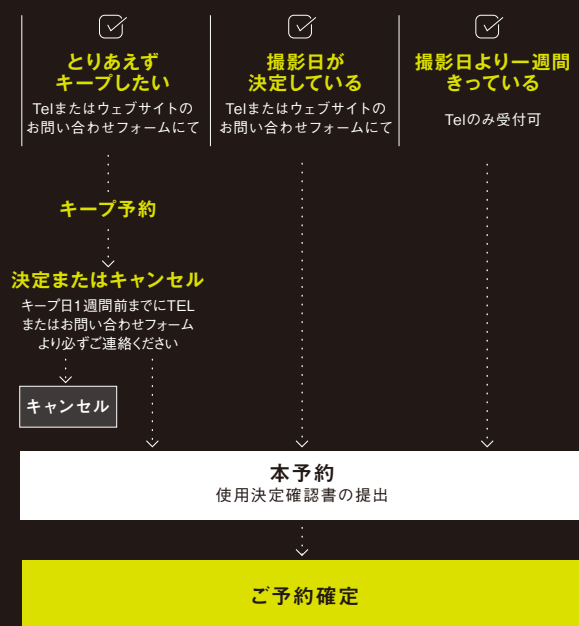 とりあえず
キープしたい
Telまたはウェブサイトの
お問い合わせフォームにて
撮影日が
決定している
Telまたはウェブサイトの
お問い合わせフォームにて
撮影日より一週間
きっている
Telのみ受付可
キープ予約
決定またはキャンセル
キープ日1週間前までにTEL
またはお問い合わせフォーム
より必ずご連絡ください
キャンセル
本予約
使用決定確認書の提出
ご予約確定